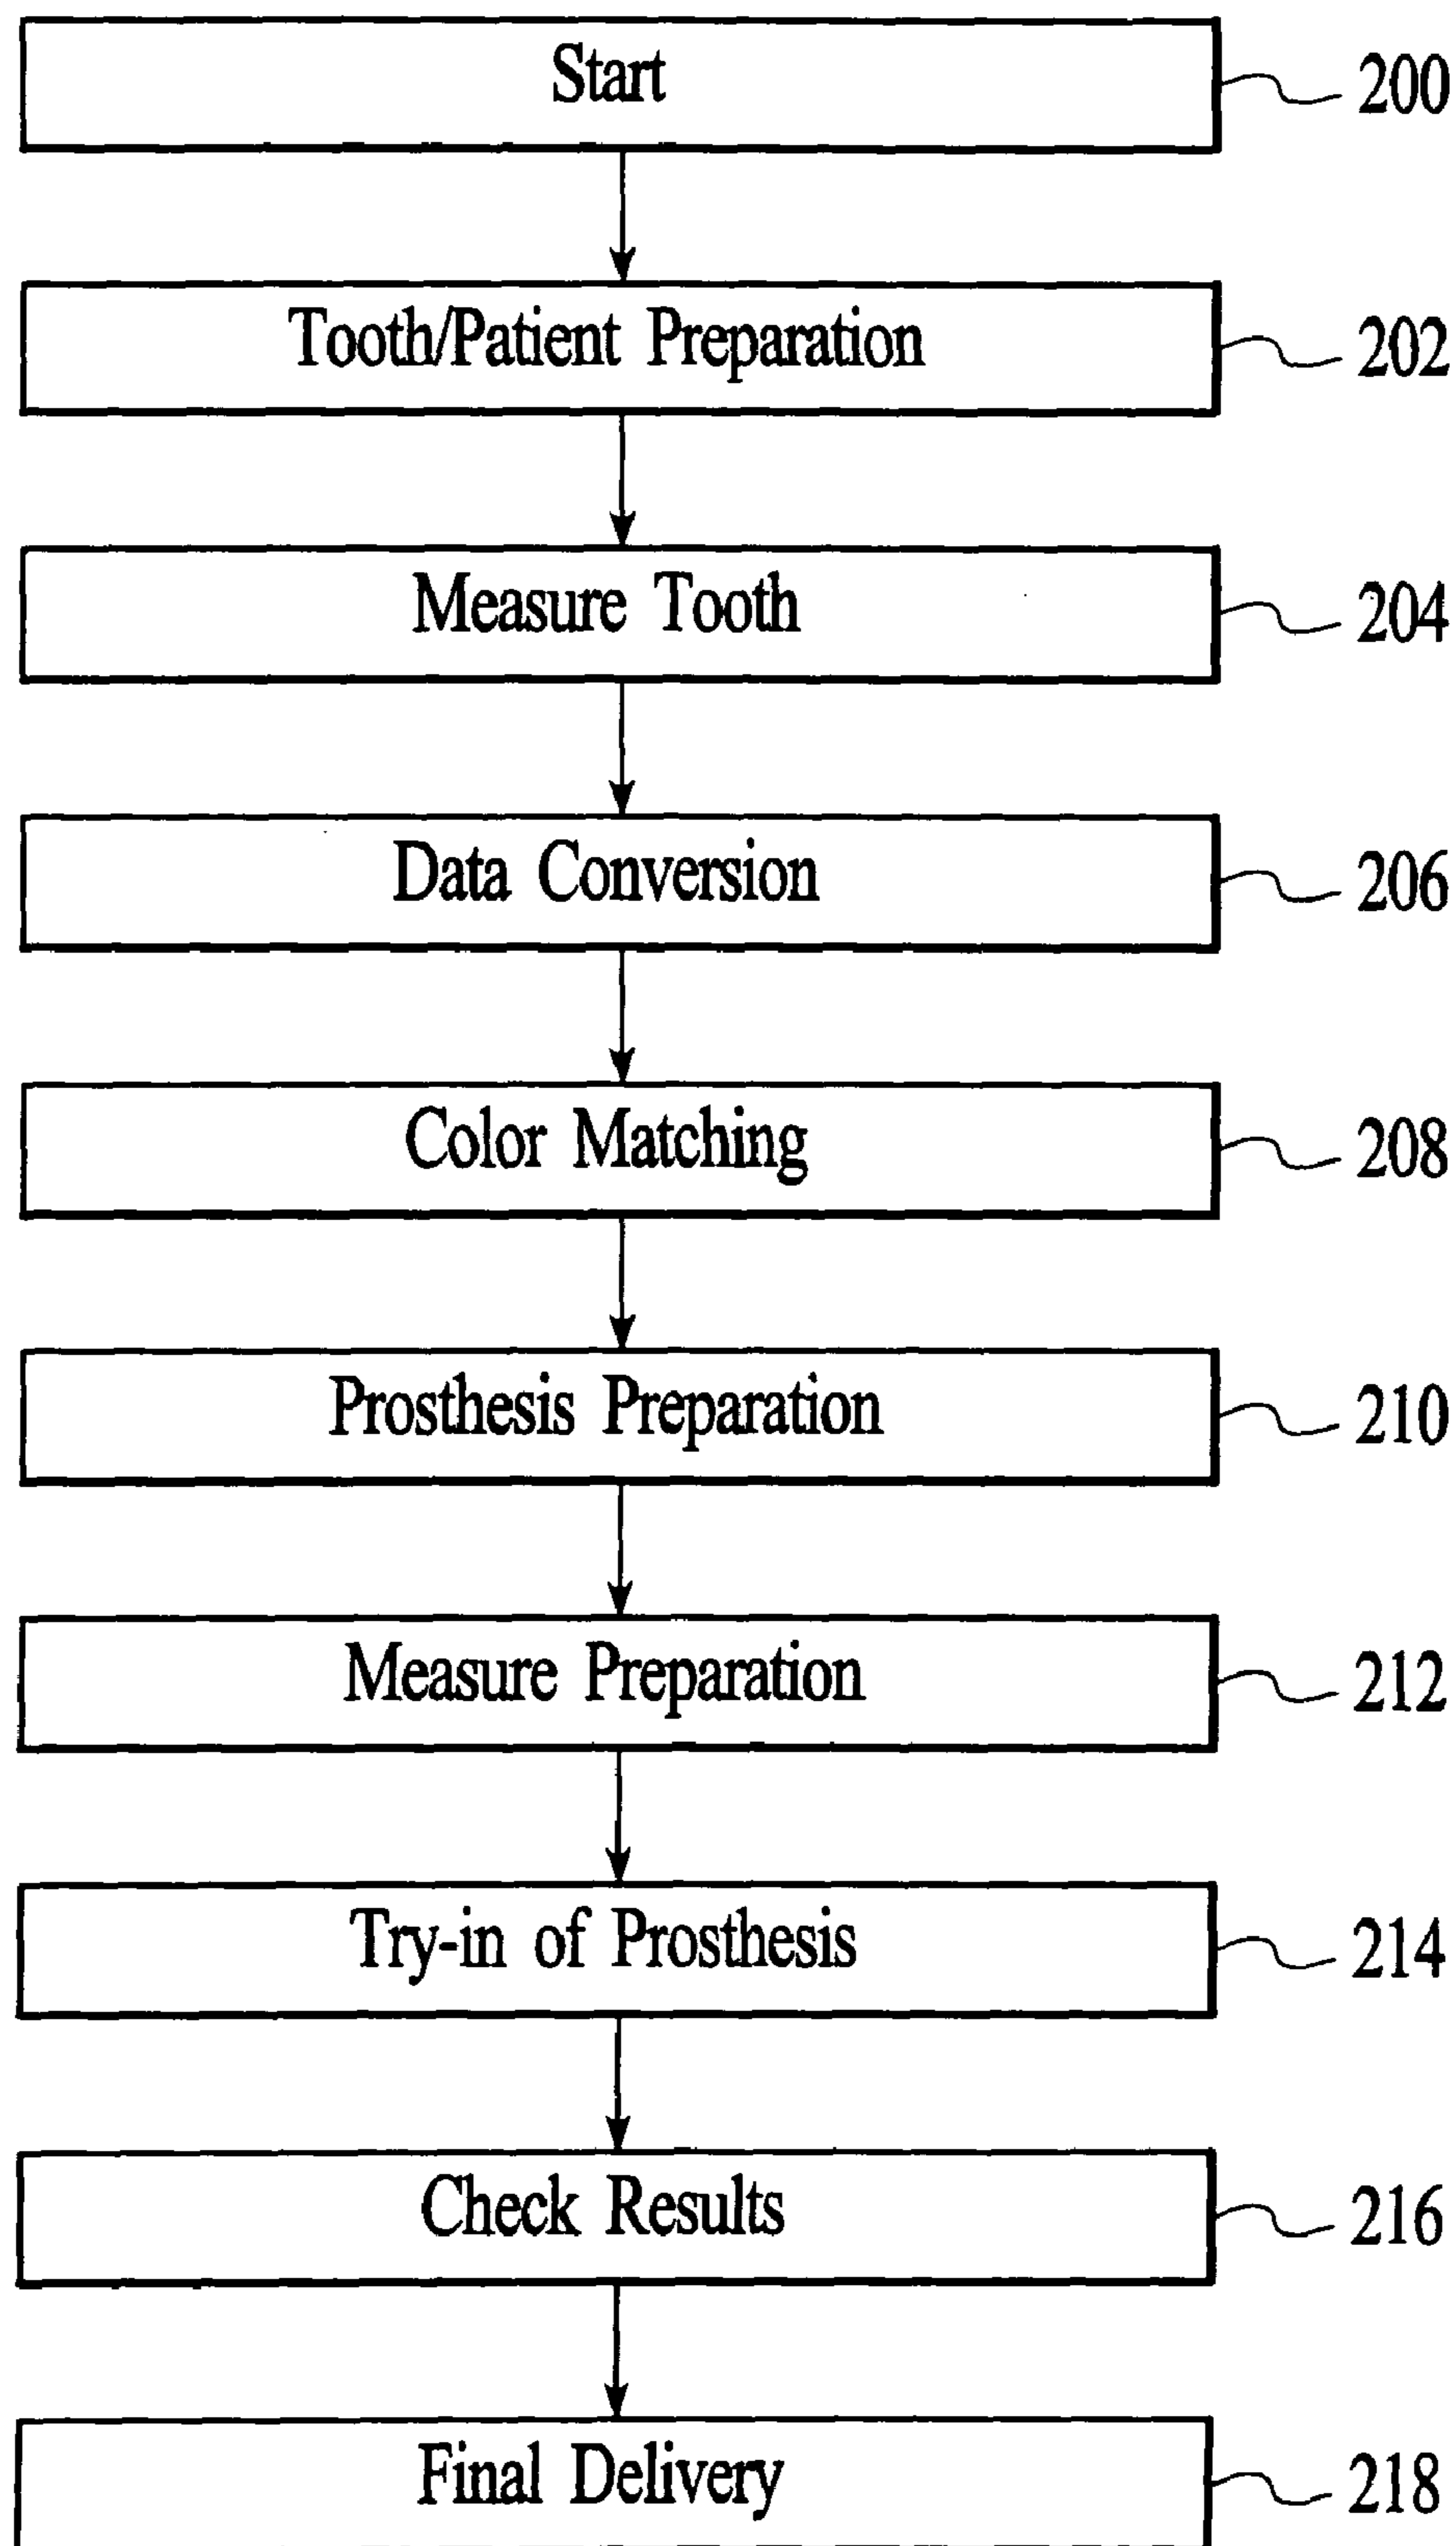 Start 200
Tooth/Patient Preparation 202
Measure Tooth 204
Data Conversion 206
Color Matching 208
Prosthesis Preparation 210
Measure Preparation 212
Try-in of Prosthesis 214
Check Results 216
Final Delivery 218